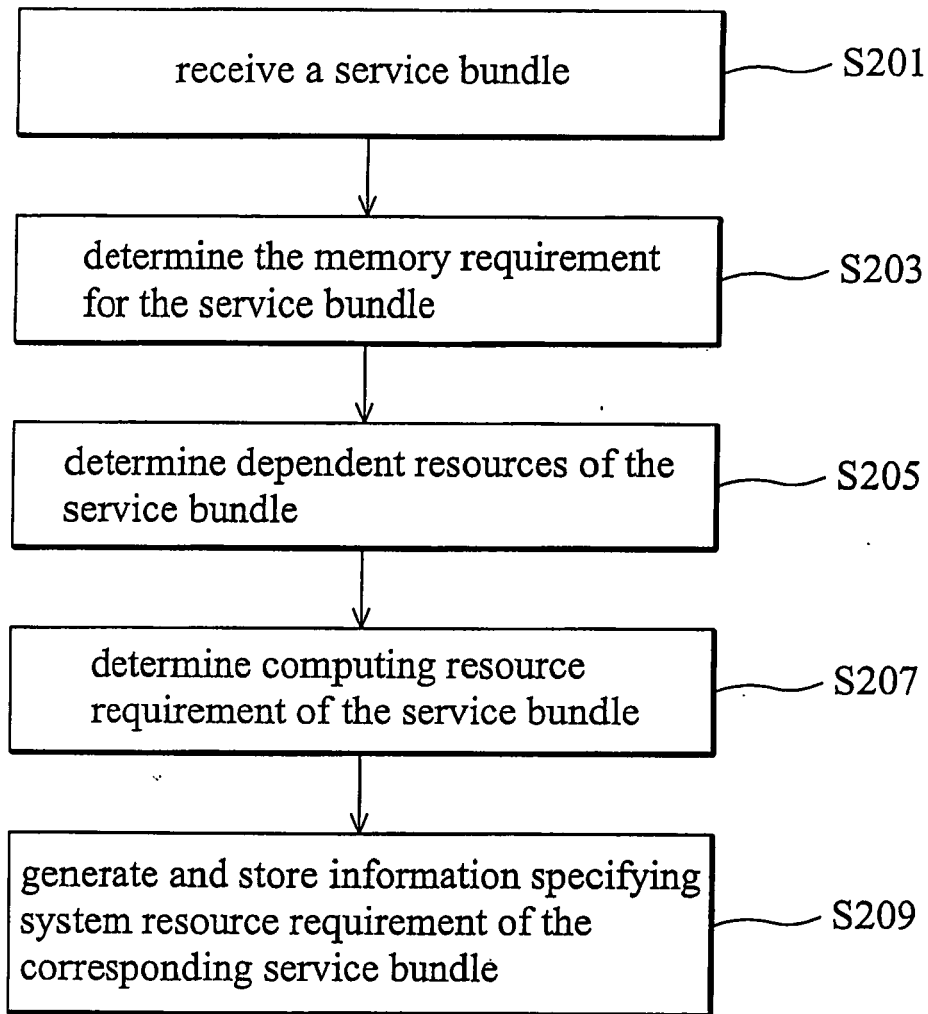 receive a service bundle
S201
determine the memory requirement
for the service bundle
S203
determine dependent resources of the
service bundle
S205
determine computing resource
requirement of the service bundle
S207
generate and store information specifying
system resource requirement of the
corresponding service bundle
S209